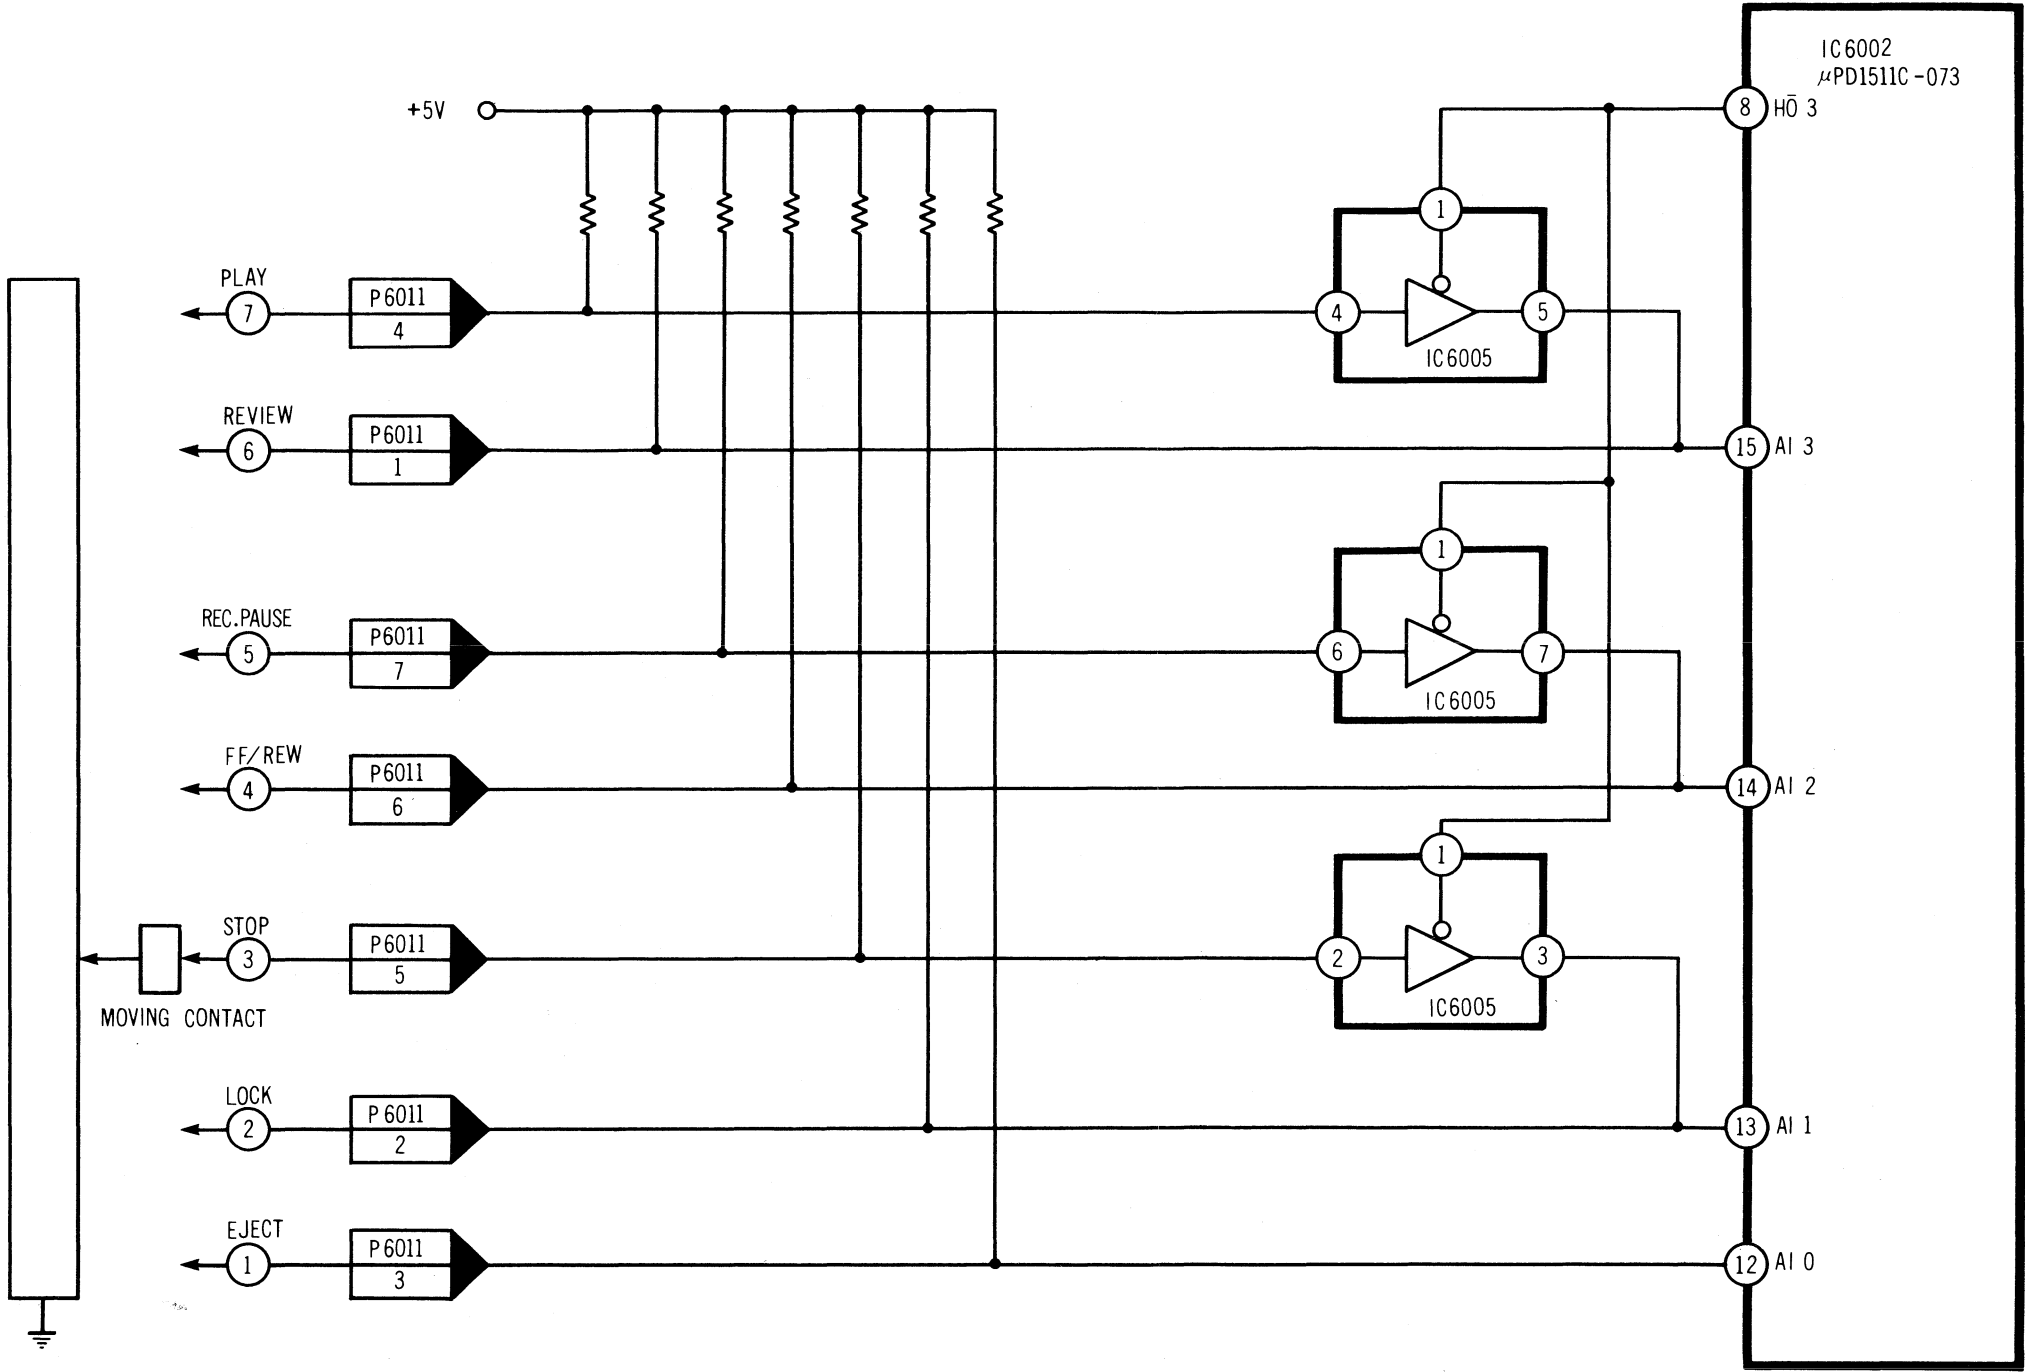 IC6002
μPD1511C-073
+5V
8 HŌ 3
1
PLAY
7
P6011
4
4
5
IC6005
REVIEW
6
P6011
1
15 AI 3
1
REC.PAUSE
5
P6011
7
6
7
IC6005
FF/REW
4
P6011
6
14 AI 2
1
STOP
3
P6011
5
2
3
IC6005
MOVING CONTACT
LOCK
2
P6011
2
13 AI 1
EJECT
1
P6011
3
12 AI 0